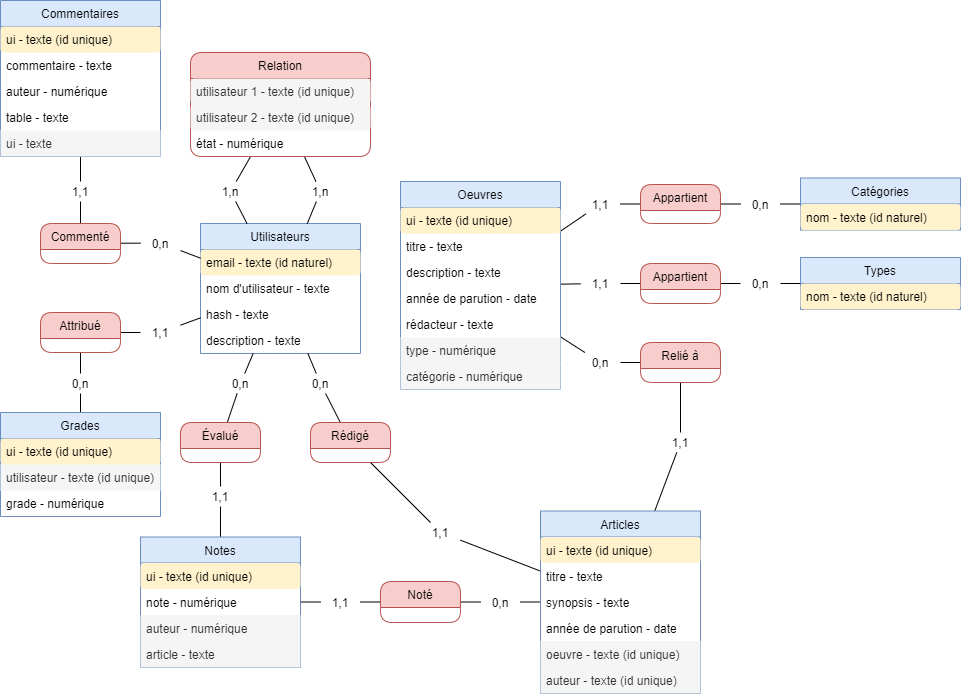 Commentaires
ui - texte (id unique)
commentaire - texte
auteur - numérique
table - texte
ui - texte
Relation
utilisateur 1 - texte (id unique)
utilisateur 2 - texte (id unique)
état - numérique
1,1
1,n
1,n
Commenté
0,n
Utilisateurs
email - texte (id naturel)
nom d'utilisateur - texte
hash - texte
description - texte
Attribué
1,1
0,n
Grades
ui - texte (id unique)
utilisateur - texte (id unique)
grade - numérique
0,n
0,n
Évalué
Rédigé
1,1
1,1
Oeuvres
ui - texte (id unique)
titre - texte
description - texte
année de parution - date
rédacteur - texte
type - numérique
catégorie - numérique
1,1
Appartient
0,n
Catégories
nom - texte (id naturel)
1,1
Appartient
0,n
Types
nom - texte (id naturel)
0,n
Relié à
1,1
Notes
ui - texte (id unique)
note - numérique
auteur - numérique
article - texte
1,1
Noté
0,n
Articles
ui - texte (id unique)
titre - texte
synopsis - texte
année de parution - date
oeuvre - texte (id unique)
auteur - texte (id unique)